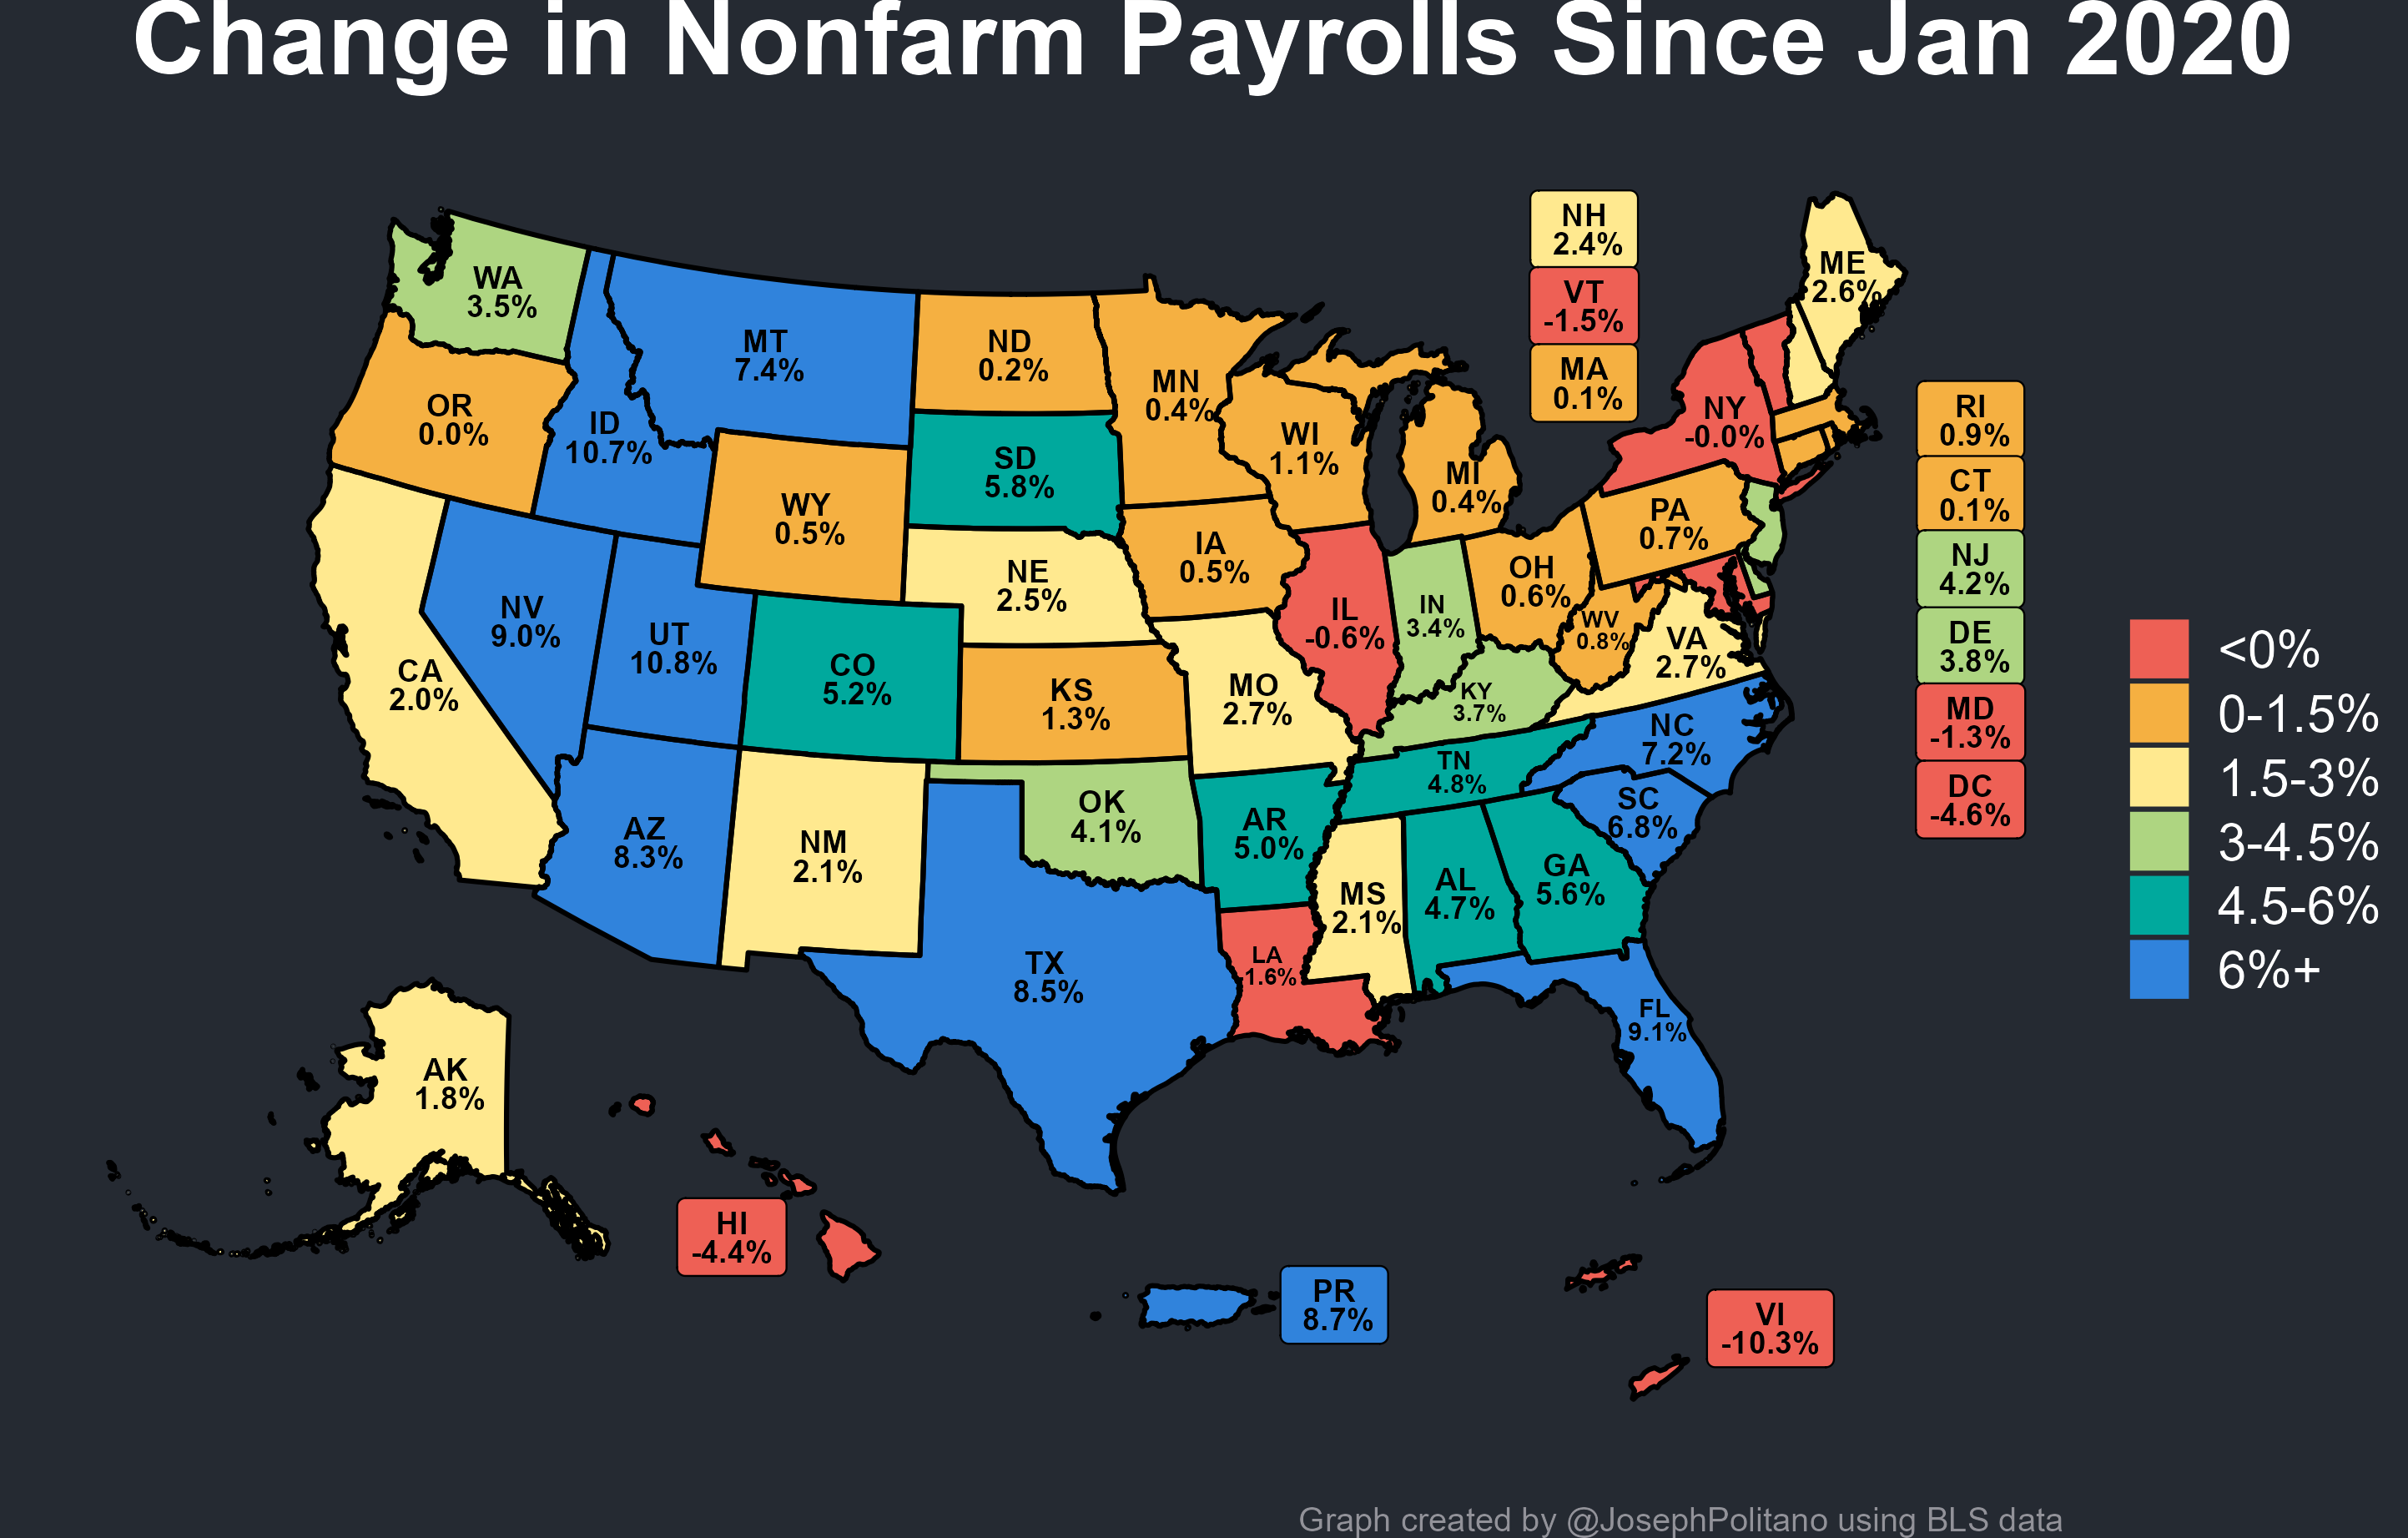 Change in Nonfarm Payrolls Since Jan 2020
NH
2.4%
VT
-1.5%
MA
0.1%
ME
2.6%
WA
3.5%
MT
7.4%
ND
0.2%
MN
0.4%
OR
0.0%
ID
10.7%
SD
5.8%
WI
1.1%
MI
0.4%
NY
-0.0%
RI
0.9%
CT
0.1%
NJ
4.2%
DE
3.8%
MD
-1.3%
DC
-4.6%
WY
0.5%
IA
0.5%
NE
2.5%
PA
0.7%
OH
0.6%
IN
3.4%
IL
-0.6%
WV
0.8%
VA
2.7%
NV
9.0%
UT
10.8%
CO
5.2%
CA
2.0%
KS
1.3%
MO
2.7%
KY
3.7%
NC
7.2%
TN
4.8%
SC
6.8%
AZ
8.3%
NM
2.1%
OK
4.1%
AR
5.0%
MS
2.1%
AL
4.7%
GA
5.6%
TX
8.5%
LA
-1.6%
FL
9.1%
AK
1.8%
HI
-4.4%
PR
8.7%
VI
-10.3%
<0%
0-1.5%
1.5-3%
3-4.5%
4.5-6%
6%+
Graph created by @JosephPolitano using BLS data